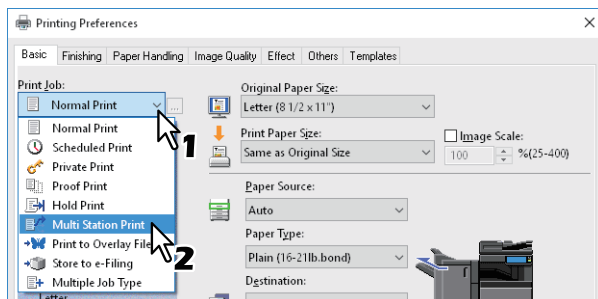 Printing Preferences
Basic Finishing Paper Handling Image Quality Effect Others Templates
Print Job:
Normal Print ...
Normal Print
Scheduled Print
Private Print
Proof Print
Hold Print
Multi Station Print
Print to Overlay File
Store to e-Filing
Multiple Job Type
Letter
1
2
Original Paper Size:
Letter (8 1/2 x 11")
Print Paper Size:
Same as Original Size
Image Scale:
100 %(25-400)
Paper Source:
Auto
Paper Type:
Plain (16-21lb.bond)
Destination: